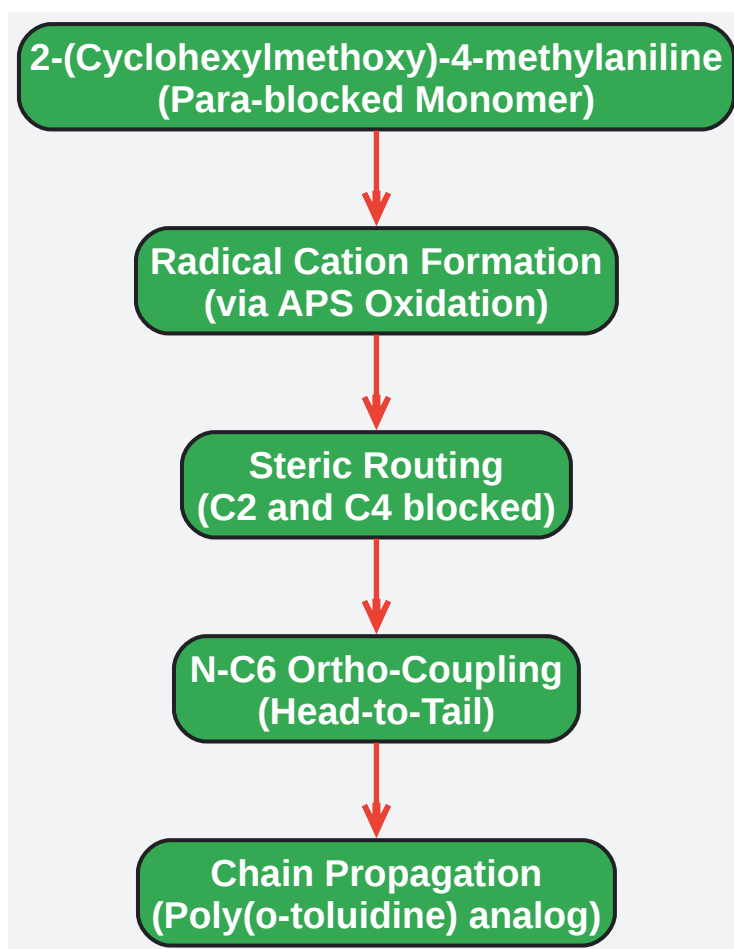 2-(Cyclohexylmethoxy)-4-methylaniline
(Para-blocked Monomer)
Radical Cation Formation
(via APS Oxidation)
Steric Routing
(C2 and C4 blocked)
N-C6 Ortho-Coupling
(Head-to-Tail)
Chain Propagation
(Poly(o-toluidine) analog)